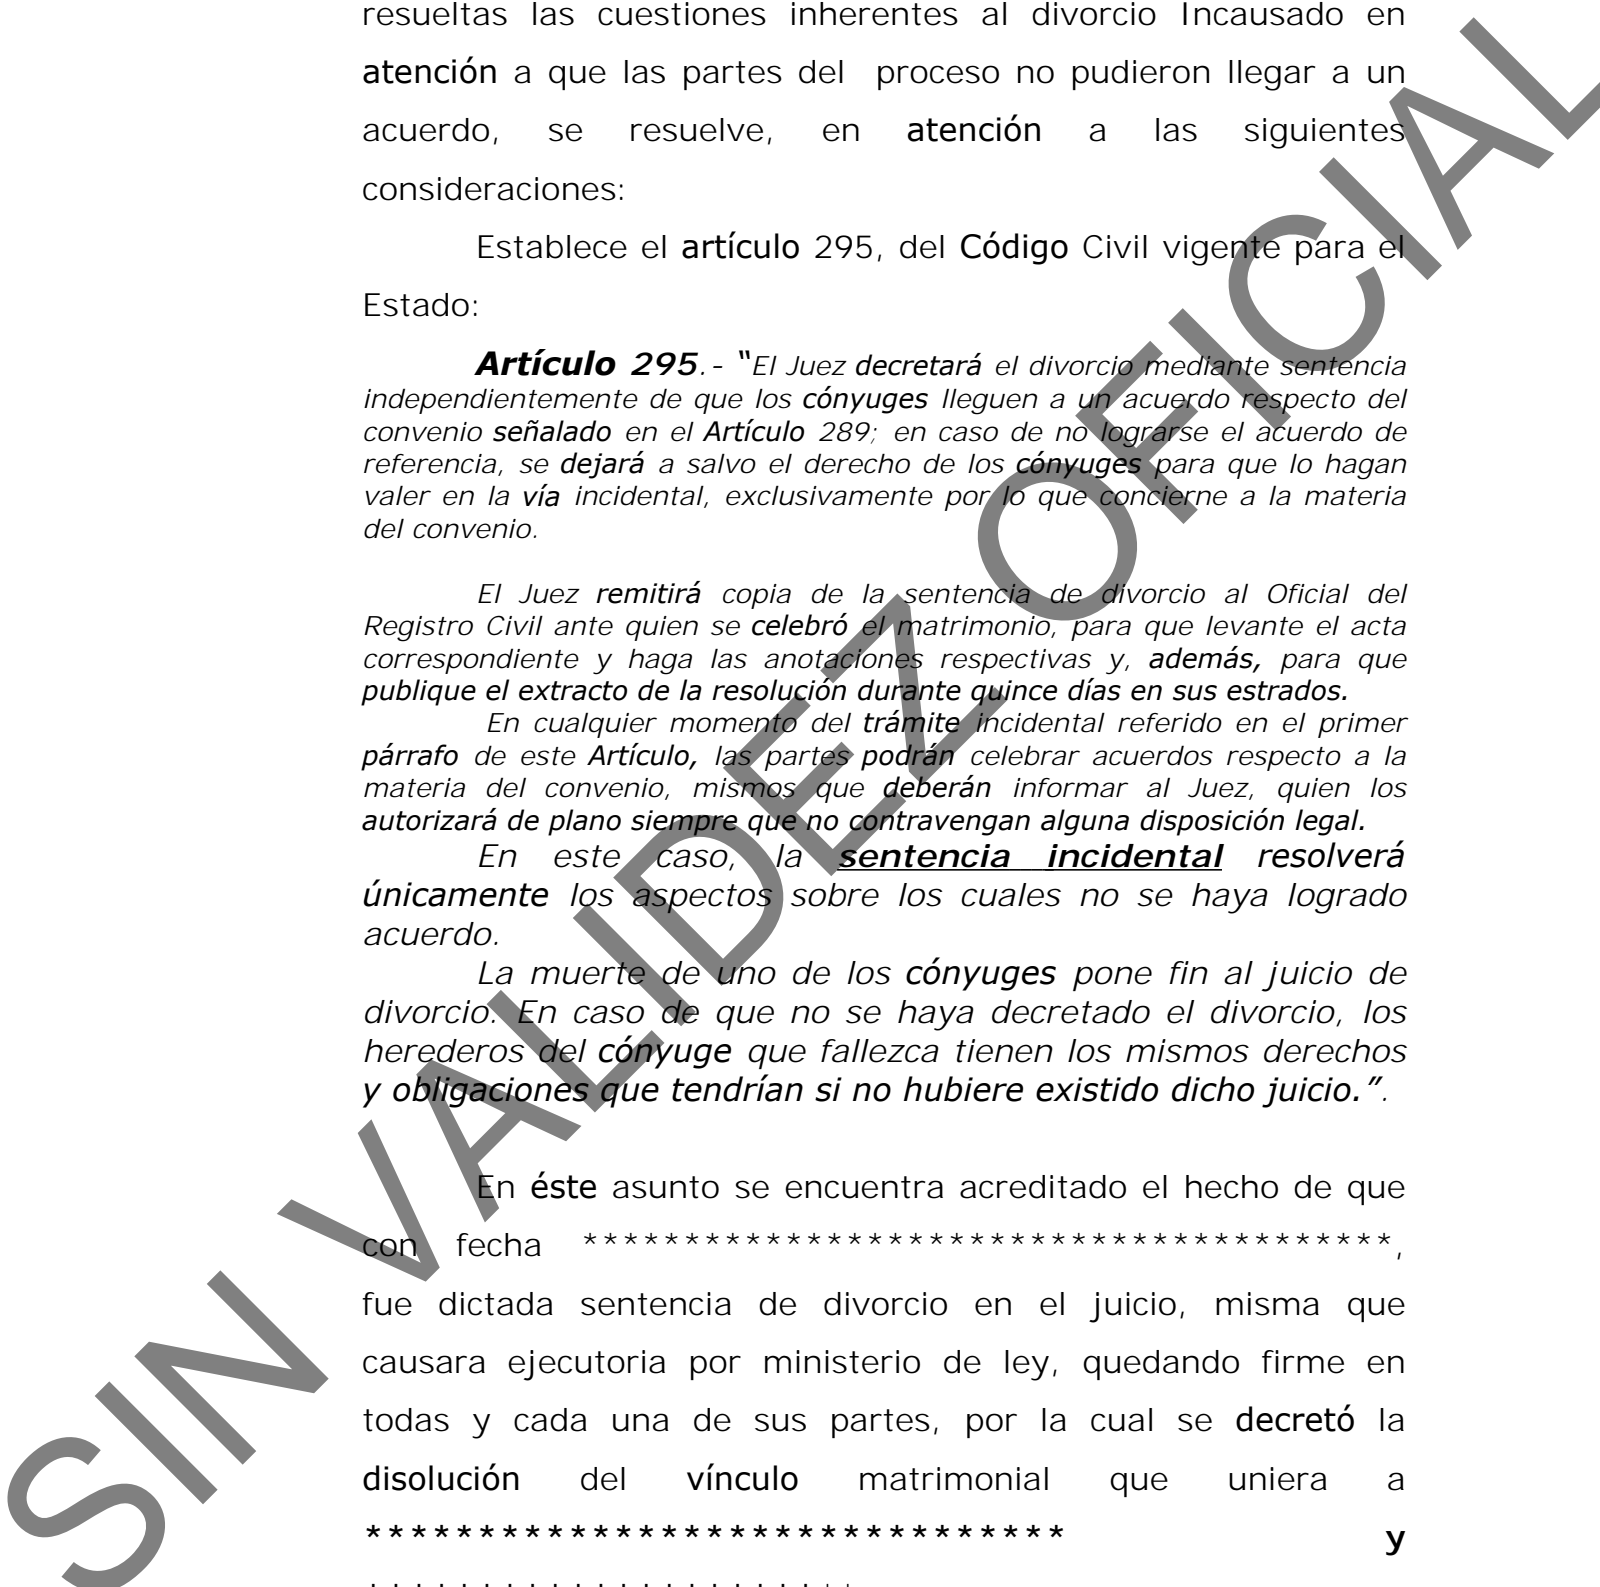 resueltas las cuestiones inherentes al divorcio Incausado en
atención a que las partes del proceso no pudieron llegar a un
acuerdo, se resuelve, en atención a las siguientes
consideraciones:
Establece el artículo 295, del Código Civil vigente para el
Estado:
Artículo 295.- “El Juez decretará el divorcio mediante sentencia
independientemente de que los cónyuges lleguen a un acuerdo respecto del
convenio señalado en el Artículo 289; en caso de no lograrse el acuerdo de
referencia, se dejará a salvo el derecho de los cónyuges para que lo hagan
valer en la vía incidental, exclusivamente por lo que concierne a la materia
del convenio.
El Juez remitirá copia de la sentencia de divorcio al Oficial del
Registro Civil ante quien se celebró el matrimonio, para que levante el acta
correspondiente y haga las anotaciones respectivas y, además, para que
publique el extracto de la resolución durante quince días en sus estrados.
En cualquier momento del trámite incidental referido en el primer
párrafo de este Artículo, las partes podrán celebrar acuerdos respecto a la
materia del convenio, mismos que deberán informar al Juez, quien los
autorizará de plano siempre que no contravengan alguna disposición legal.
En este caso, la sentencia incidental resolverá
únicamente los aspectos sobre los cuales no se haya logrado
acuerdo.
La muerte de uno de los cónyuges pone fin al juicio de
divorcio. En caso de que no se haya decretado el divorcio, los
herederos del cónyuge que fallezca tienen los mismos derechos
y obligaciones que tendrían si no hubiere existido dicho juicio.”.
En éste asunto se encuentra acreditado el hecho de que
con fecha ****************************************,
fue dictada sentencia de divorcio en el juicio, misma que
causara ejecutoria por ministerio de ley, quedando firme en
todas y cada una de sus partes, por la cual se decretó la
disolución del vínculo matrimonial que uniera a
******************************* y
SIN VALIDEZ OFICIAL